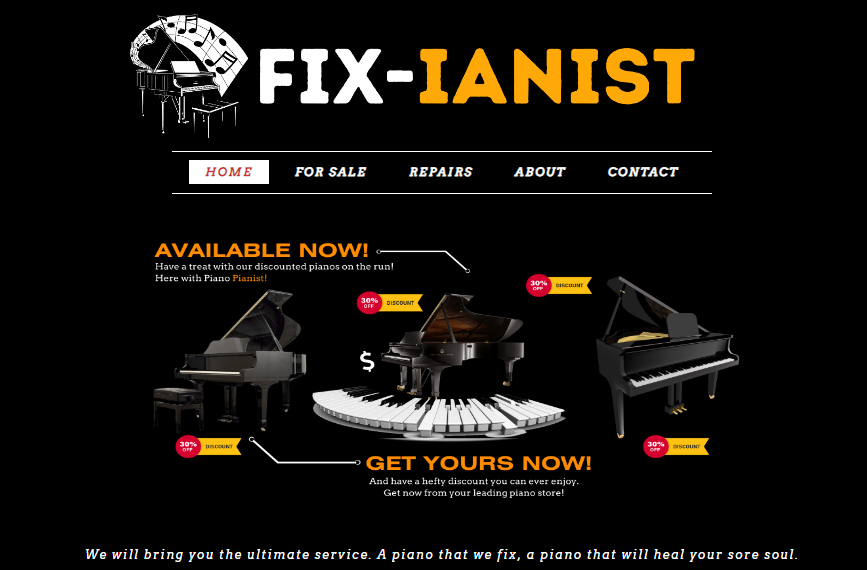 FIX-IANIST
HOME FOR SALE REPAIRS ABOUT CONTACT
AVAILABLE NOW!
Have a treat with our discounted pianos on the run!
Here with Piano Pianist!
30% OFF DISCOUNT
30% OFF DISCOUNT
$
30% OFF DISCOUNT
30% OFF DISCOUNT
GET YOURS NOW!
And have a hefty discount you can ever enjoy.
Get now from your leading piano store!
We will bring you the ultimate service. A piano that we fix, a piano that will heal your sore soul.